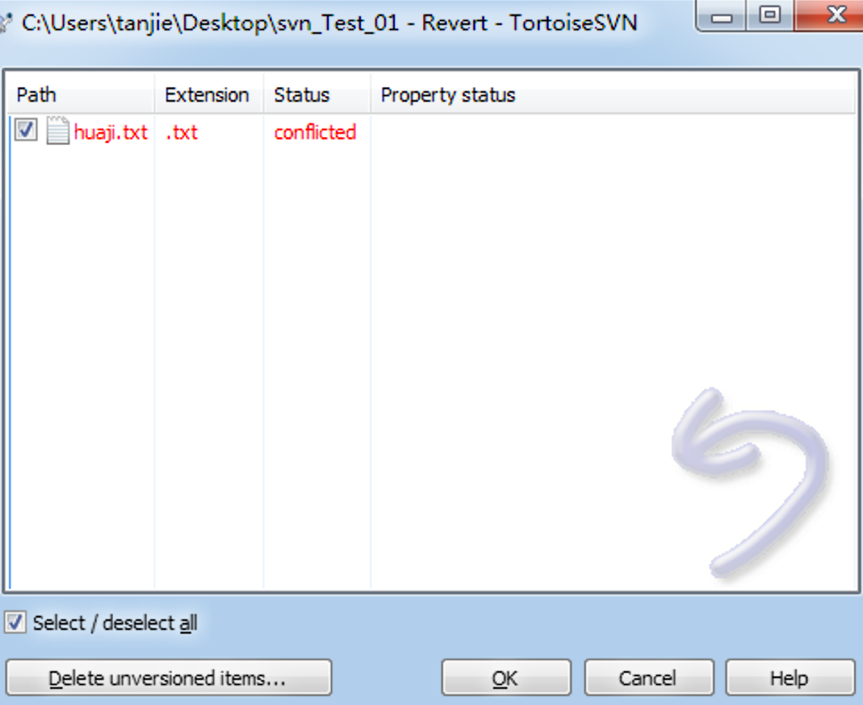 C:\Users\tanjie\Desktop\svn_Test_01 - Revert - TortoiseSVN
Path Extension Status Property status
huaji.txt .txt conflicted
Select / deselect all
Delete unversioned items... OK Cancel Help